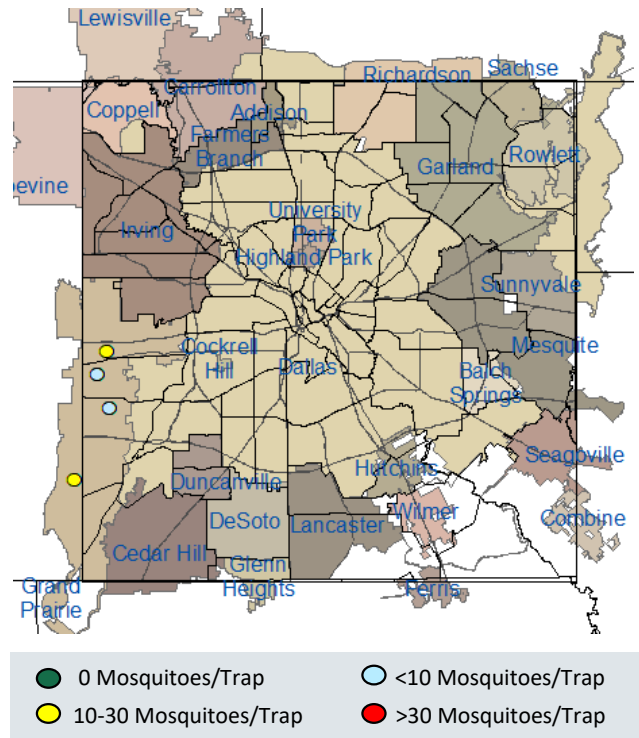 Lewisville
Carrollton
Richardson
Sachse
Coppell
Addison
Farmers
Branch
Garland
Rowlett
pevine
University
Park
Irving
Highland Park
Sunnyvale
Cockrell
Hill
Dallas
Mesquite
Balch
Springs
Seagoville
Hutchins
Duncanville
DeSoto
Lancaster
Wilmer
Combine
Cedar Hill
Glenn
Heights
Ferris
Grand
Prairie
0 Mosquitoes/Trap
<10 Mosquitoes/Trap
10-30 Mosquitoes/Trap
>30 Mosquitoes/Trap